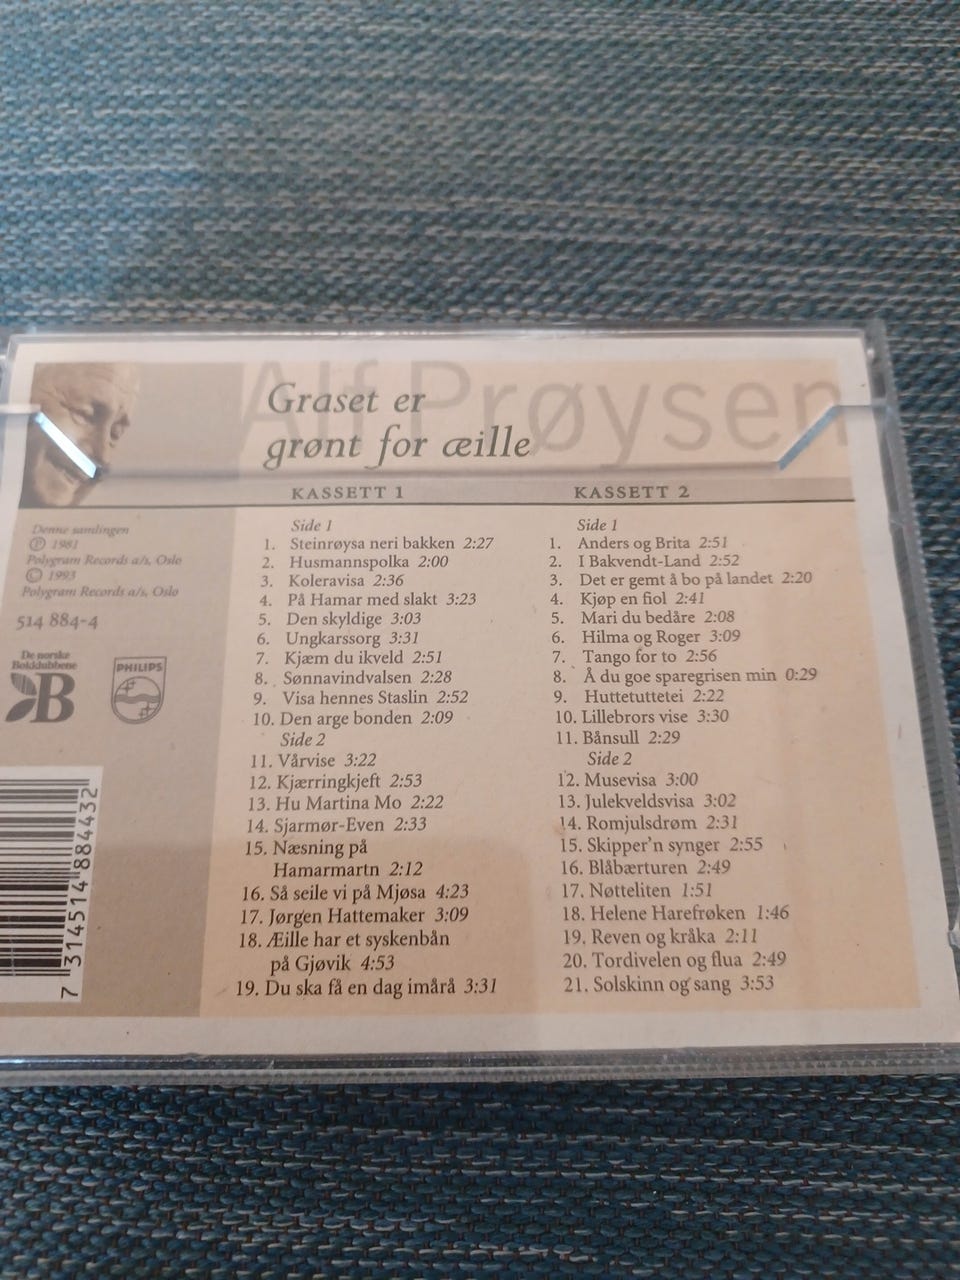 Alf Prøysen
Graset er
grønt for æille
Denne samlingen
Ⓟ 1981
Polygram Records a/s, Oslo
© 1993
Polygram Records a/s, Oslo
514 884-4
De norske
Bokklubbene
B
PHILIPS
7 314514 884432
KASSETT 1
Side 1
1. Steinrøysa neri bakken 2:27
2. Husmannspolka 2:00
3. Koleravisa 2:36
4. På Hamar med slakt 3:23
5. Den skyldige 3:03
6. Ungkarssorg 3:31
7. Kjæm du ikveld 2:51
8. Sønnavindvalsen 2:28
9. Visa hennes Staslin 2:52
10. Den arge bonden 2:09
Side 2
11. Vårvise 3:22
12. Kjærringkjeft 2:53
13. Hu Martina Mo 2:22
14. Sjarmør-Even 2:33
15. Næsning på
Hamarmartn 2:12
16. Så seile vi på Mjøsa 4:23
17. Jørgen Hattemaker 3:09
18. Æille har et syskenbån
på Gjøvik 4:53
19. Du ska få en dag imårå 3:31
KASSETT 2
Side 1
1. Anders og Brita 2:51
2. I Bakvendt-Land 2:52
3. Det er gemt å bo på landet 2:20
4. Kjøp en fiol 2:41
5. Mari du bedåre 2:08
6. Hilma og Roger 3:09
7. Tango for to 2:56
8. Å du goe sparegrisen min 0:29
9. Huttetuttetei 2:22
10. Lillebrors vise 3:30
11. Bånsull 2:29
Side 2
12. Musevisa 3:00
13. Julekveldsvisa 3:02
14. Romjulsdrøm 2:31
15. Skipper'n synger 2:55
16. Blåbærturen 2:49
17. Nøtteliten 1:51
18. Helene Harefrøken 1:46
19. Reven og kråka 2:11
20. Tordivelen og flua 2:49
21. Solskinn og sang 3:53